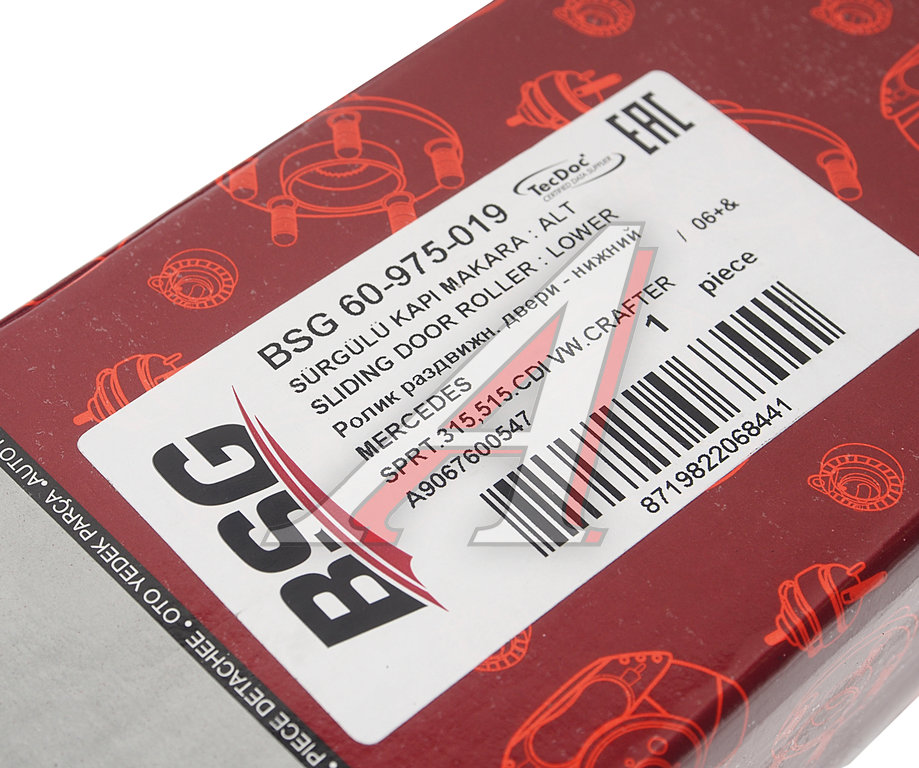 EAC
TecDoc
CERTIFIED DATA SUPPLIER
BSG 60-975-019
SÜRGÜLÜ KAPI MAKARA : ALT
SLIDING DOOR ROLLER : LOWER
Ролик раздвижн. двери - нижний
MERCEDES / 06+&
SPRT.315,515.CDI VW.CRAFTER
A9067600547
1 piece
8719822068441
BSG
PIECE DETACHEE • OTO YEDEK PARÇA • AUTO